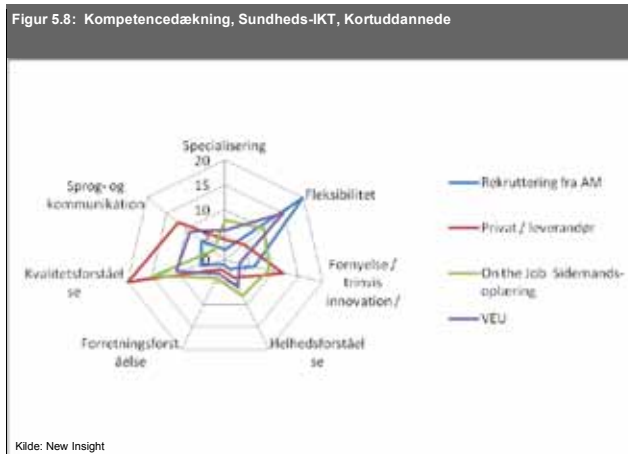 Figur 5.8: Kompetencedækning, Sundheds-IKT, Kortuddannede
Specialisering
20
15
10
Fleksibilitet
Fornyelse /
trinvis
innovation /
Helhedsforståel
se
Forretningsforst
åelse
Kvalitetsforståel
se
Sprog- og
kommunikation
Rekruttering fra AM
Privat / leverandør
On the Job Sidemands-
oplæring
VEU
Kilde: New Insight